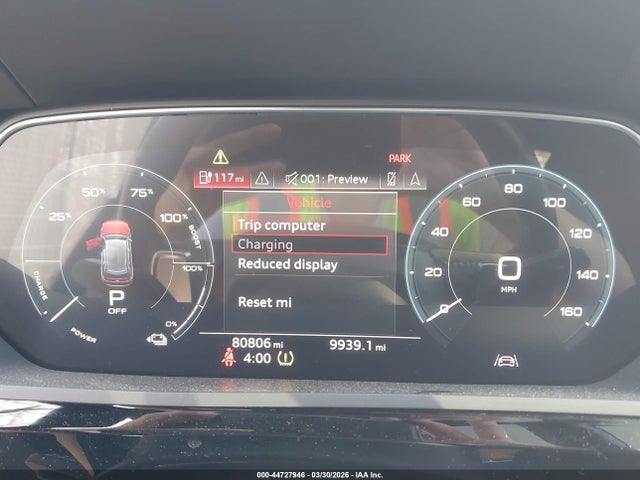 PARK
117 mi
001: Preview
Vehicle
Trip computer
Charging
Reduced display
Reset mi
25%
50%
75%
100%
BOOST
100%
0%
CHARGE
POWER
P
OFF
80806 mi
9939.1 mi
4:00
0
20
40
60
80
100
120
140
160
0
MPH
000-44727946 - 03/30/2026 - IAA Inc.